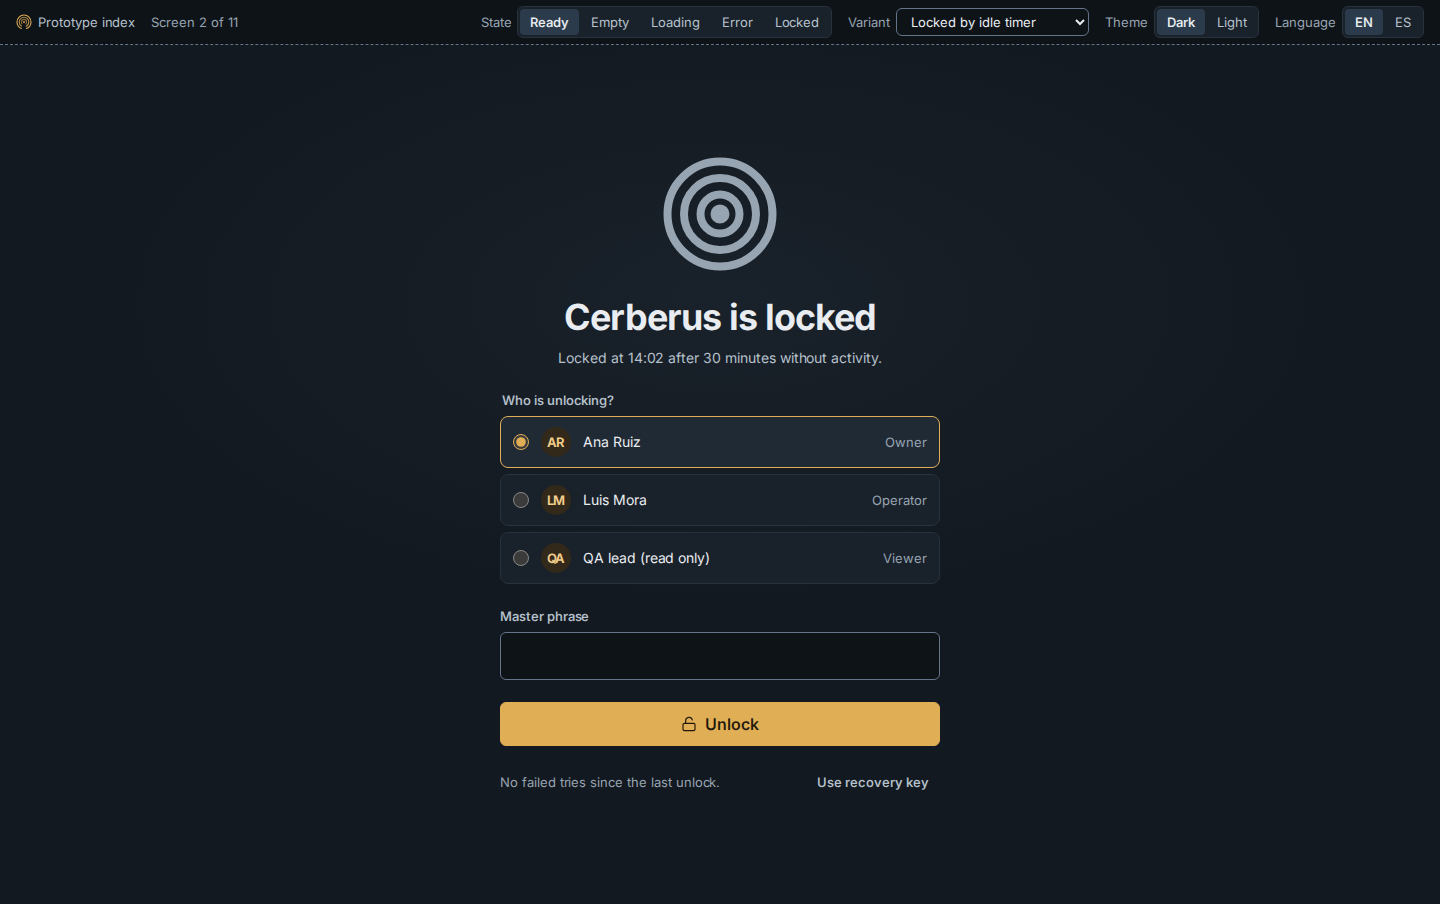 Prototype index Screen 2 of 11 State Ready Empty Loading Error Locked Variant Locked by idle timer Theme Dark Light Language EN ES
Cerberus is locked
Locked at 14:02 after 30 minutes without activity.
Who is unlocking?
AR Ana Ruiz Owner
LM Luis Mora Operator
QA QA lead (read only) Viewer
Master phrase
Unlock
No failed tries since the last unlock. Use recovery key